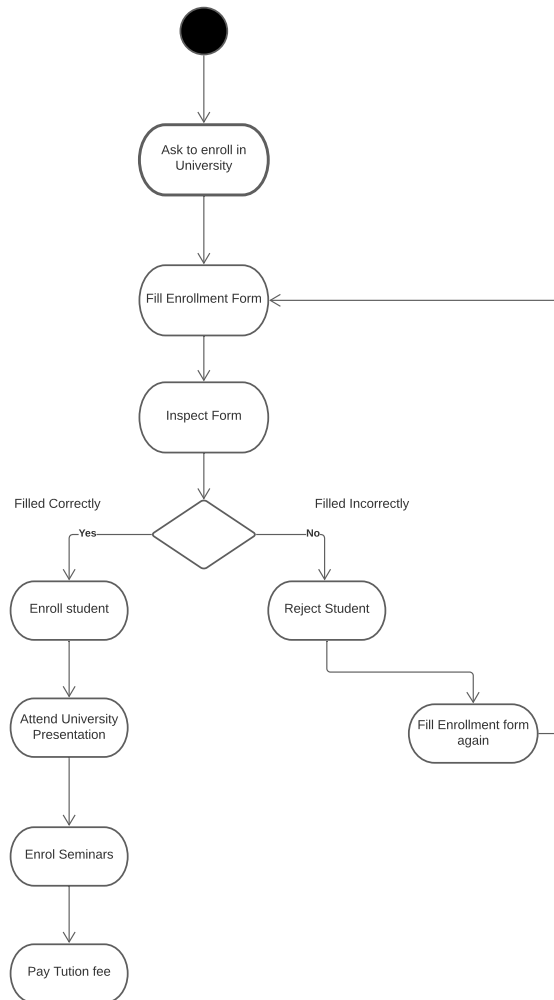 Ask to enroll in
University
Fill Enrollment Form
Inspect Form
Filled Correctly
Filled Incorrectly
Yes
No
Enroll student
Reject Student
Attend University
Presentation
Fill Enrollment form
again
Enrol Seminars
Pay Tution fee